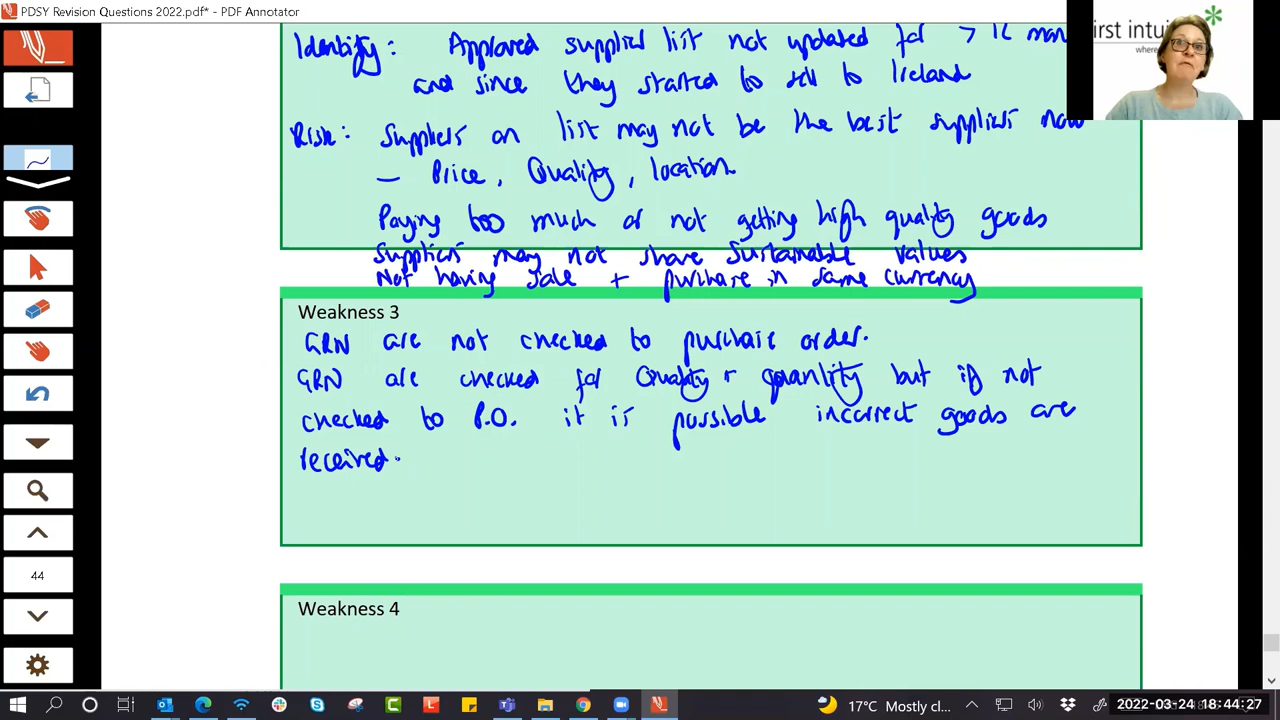 PDSY Revision Questions 2022.pdf* - PDF Annotator
Identify: Approved supplier list not updated for > 12 mon
and since they started to sell to Ireland
Risk: Suppliers on list may not be the best suppliers now
– Price, Quality, location.
Paying too much or not getting high quality goods
Suppliers may not share sustainable values
Not having sale + purchase in same currency
Weakness 3
GRN are not checked to purchase order.
GRN are checked for Quality + quantity but if not
checked to P.O. it is possible incorrect goods are
received.
Weakness 4
irst intui
where
44
17°C Mostly cl...
2022-03-24 18:44:27